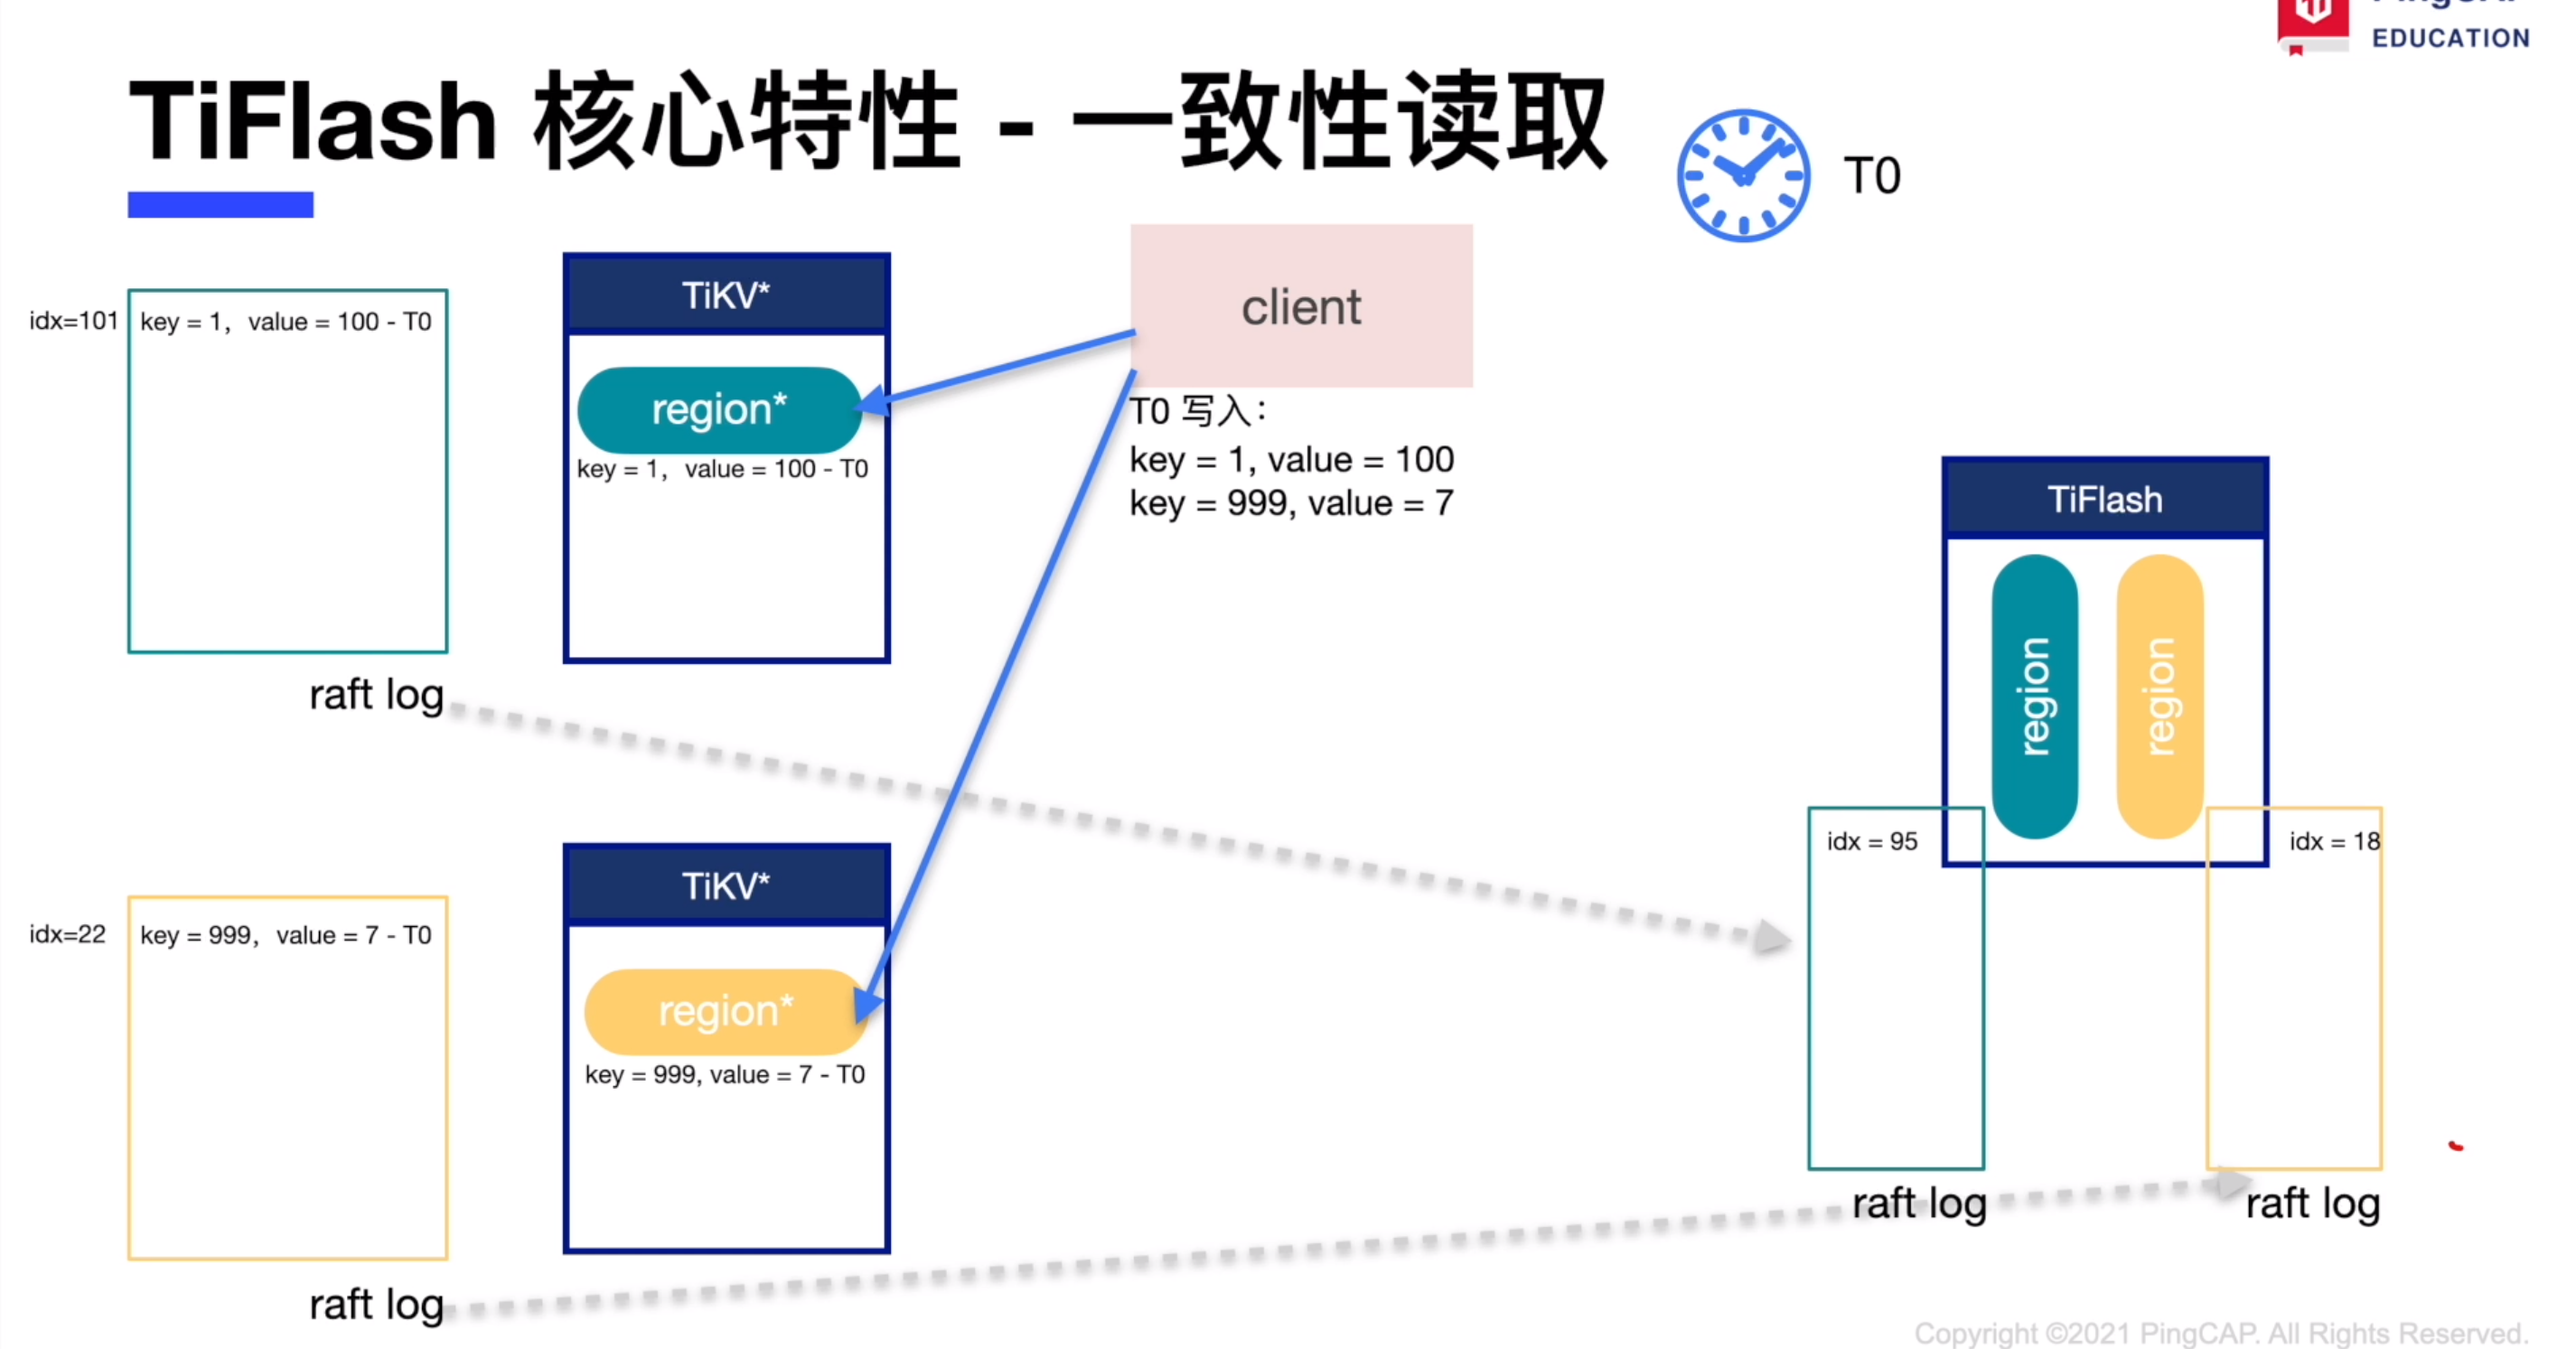 EDUCATION
TiFlash 核心特性 - 一致性读取
T0
idx=101
key = 1, value = 100 - T0
raft log
TiKV*
region*
key = 1, value = 100 - T0
client
T0 写入：
key = 1, value = 100
key = 999, value = 7
idx=22
key = 999, value = 7 - T0
raft log
TiKV*
region*
key = 999, value = 7 - T0
TiFlash
region
region
idx = 95
idx = 18
raft log
raft log
Copyright ©2021 PingCAP. All Rights Reserved.